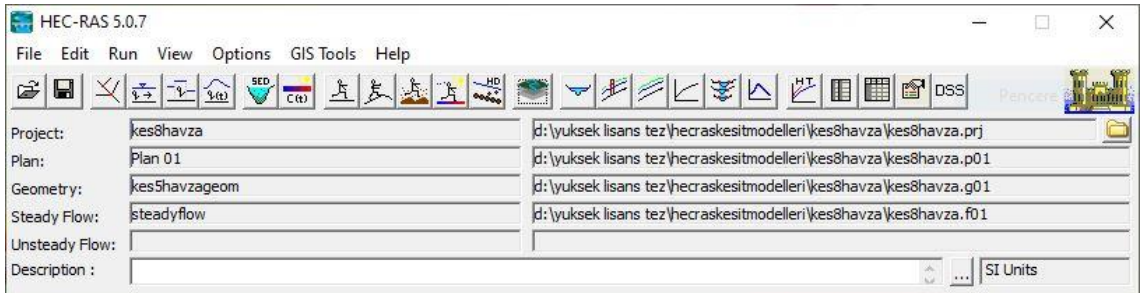 HEC-RAS 5.0.7
File Edit Run View Options GIS Tools Help
SED C(t) HD HT DSS
Project: kes8havza d:\yuksek lisans tez\hecraskesitmodelleri\kes8havza\kes8havza.prj
Plan: Plan 01 d:\yuksek lisans tez\hecraskesitmodelleri\kes8havza\kes8havza.p01
Geometry: kes5havzageom d:\yuksek lisans tez\hecraskesitmodelleri\kes8havza\kes8havza.g01
Steady Flow: steadyflow d:\yuksek lisans tez\hecraskesitmodelleri\kes8havza\kes8havza.f01
Unsteady Flow:
Description : ... SI Units